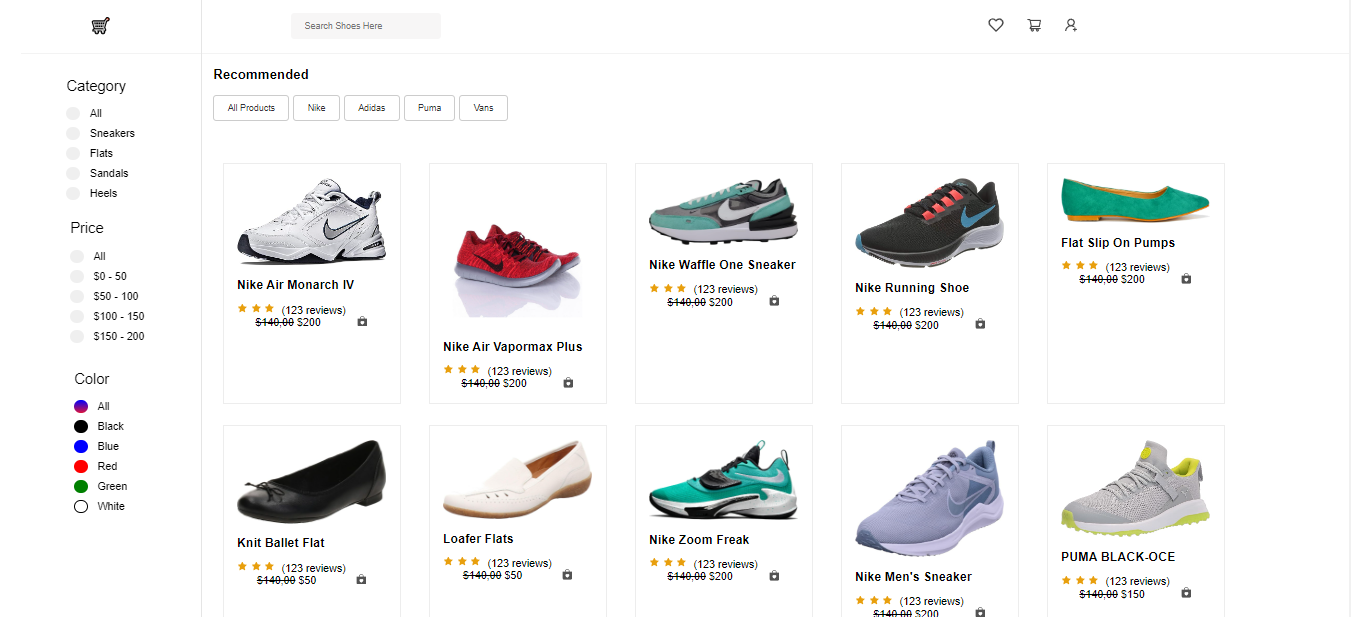 Search Shoes Here
Category
All
Sneakers
Flats
Sandals
Heels
Price
All
$0 - 50
$50 - 100
$100 - 150
$150 - 200
Color
All
Black
Blue
Red
Green
White
Recommended
All Products Nike Adidas Puma Vans
Nike Air Monarch IV
(123 reviews)
$140,00 $200
Nike Air Vapormax Plus
(123 reviews)
$140,00 $200
Nike Waffle One Sneaker
(123 reviews)
$140,00 $200
Nike Running Shoe
(123 reviews)
$140,00 $200
Flat Slip On Pumps
(123 reviews)
$140,00 $200
Knit Ballet Flat
(123 reviews)
$140,00 $50
Loafer Flats
(123 reviews)
$140,00 $50
Nike Zoom Freak
(123 reviews)
$140,00 $200
Nike Men's Sneaker
(123 reviews)
$140,00 $200
PUMA BLACK-OCE
(123 reviews)
$140,00 $150